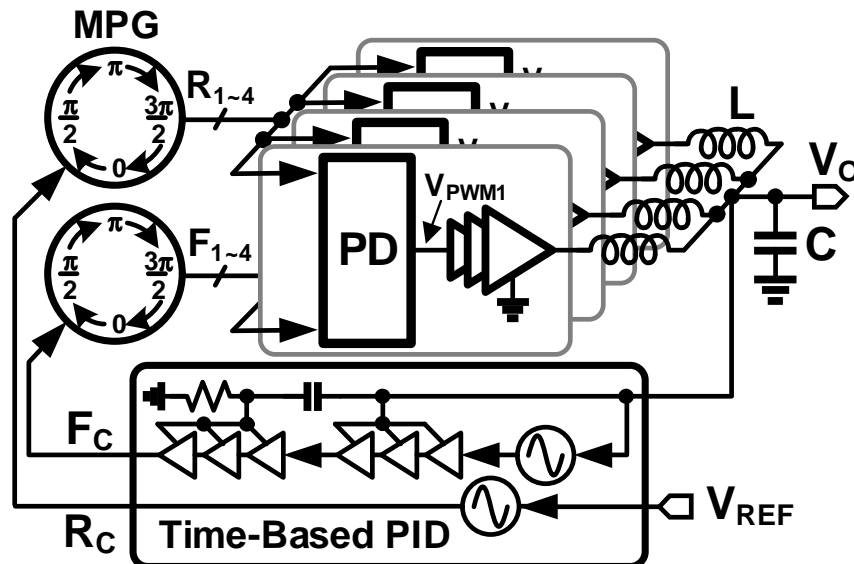 MPG
π
π/2
3π/2
0
R1~4
L
VO
V
V
V
VPWM1
PD
C
π
π/2
3π/2
0
F1~4
FC
RC
VREF
Time-Based PID